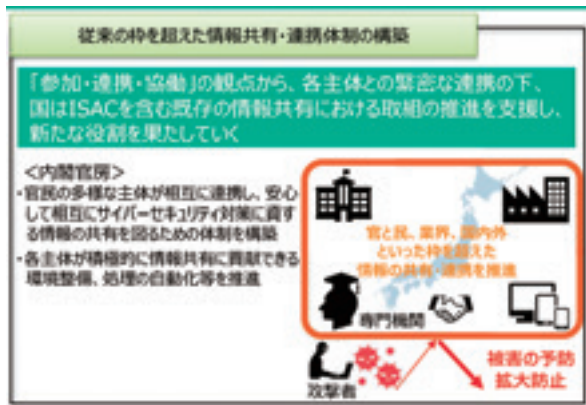 従来の枠を超えた情報共有・連携体制の構築
「参加・連携・協働」の観点から、各主体との緊密な連携の下、
国はISACを含む既存の情報共有における取組の推進を支援し、
新たな役割を果たしていく
<内閣官房>
・官民の多様な主体が相互に連携し、安心
して相互にサイバーセキュリティ対策に資す
る情報の共有を図るための体制を構築
・各主体が積極的に情報共有に貢献できる
環境整備、処理の自動化等を推進
官と民、業界、国内外
といった枠を超えた
情報の共有・連携を推進
専門機関
攻撃者
被害の予防
拡大防止